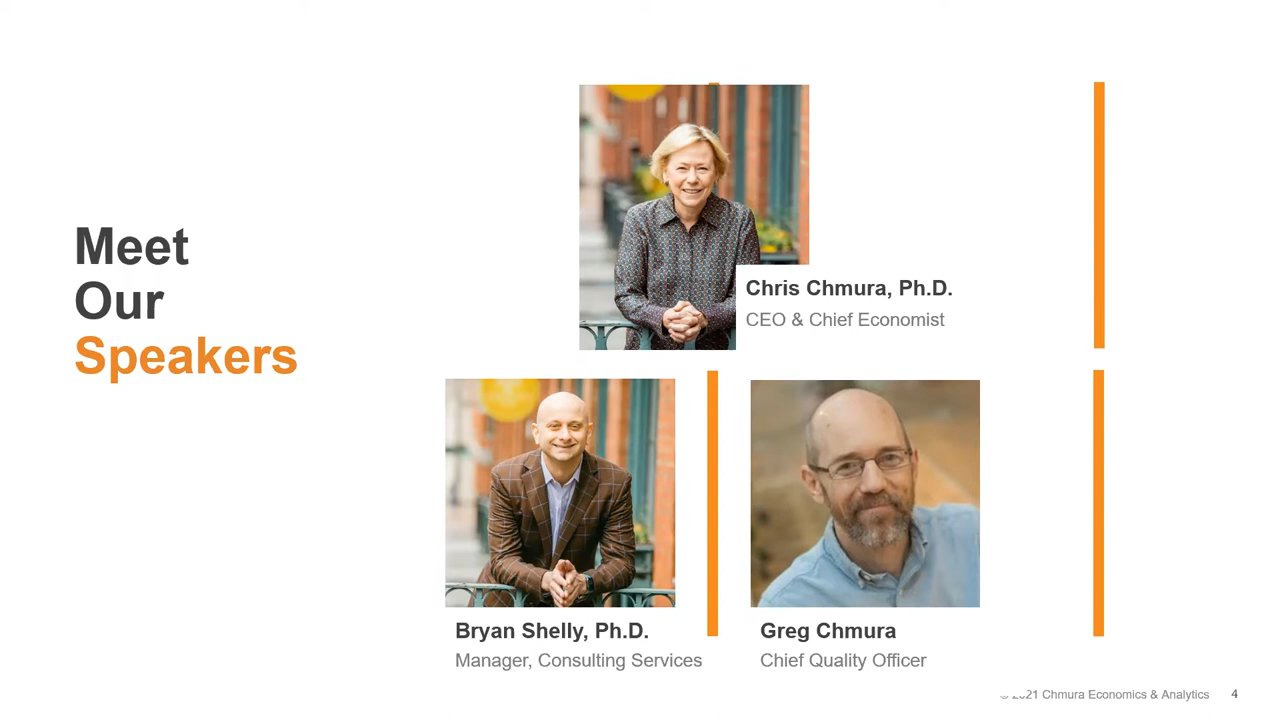 Meet
Our
Speakers
Chris Chmura, Ph.D.
CEO & Chief Economist
Bryan Shelly, Ph.D.
Manager, Consulting Services
Greg Chmura
Chief Quality Officer
© 2021 Chmura Economics & Analytics 4